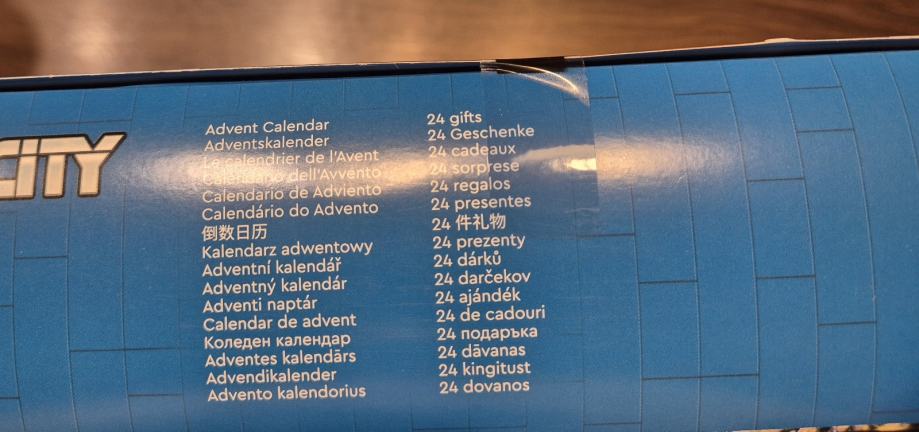 CITY
Advent Calendar
Adventskalender
Le calendrier de l'Avent
Calendario dell'Avvento
Calendario de Adviento
Calendário do Advento
倒数日历
Kalendarz adwentowy
Adventní kalendář
Adventný kalendár
Adventi naptár
Calendar de advent
Коледен календар
Adventes kalendārs
Advendikalender
Advento kalendorius
24 gifts
24 Geschenke
24 cadeaux
24 sorprese
24 regalos
24 presentes
24 件礼物
24 prezenty
24 dárků
24 darčekov
24 ajándék
24 de cadouri
24 подаръка
24 dāvanas
24 kingitust
24 dovanos